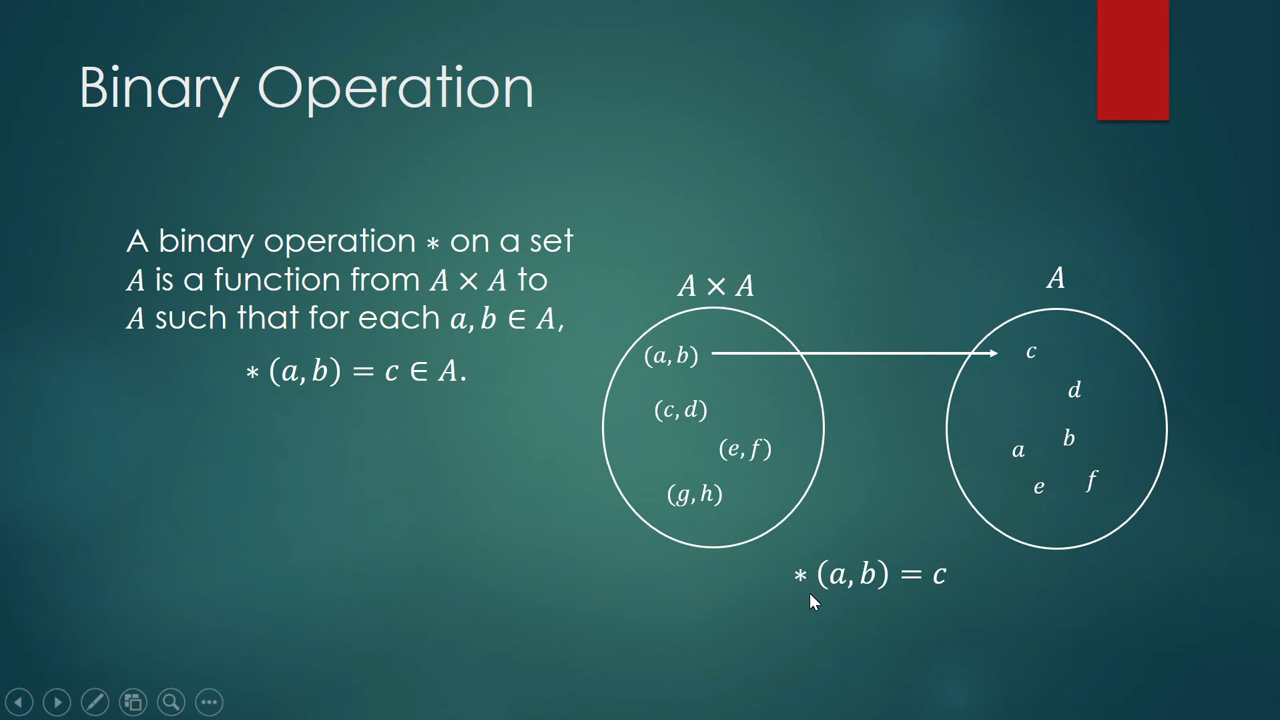 Binary Operation
A binary operation ∗ on a set
A is a function from A × A to
A such that for each a, b ∈ A,
∗ (a, b) = c ∈ A.
A × A
A
(a, b)
c
(c, d)
d
(e, f)
a
b
(g, h)
e
f
∗ (a, b) = c